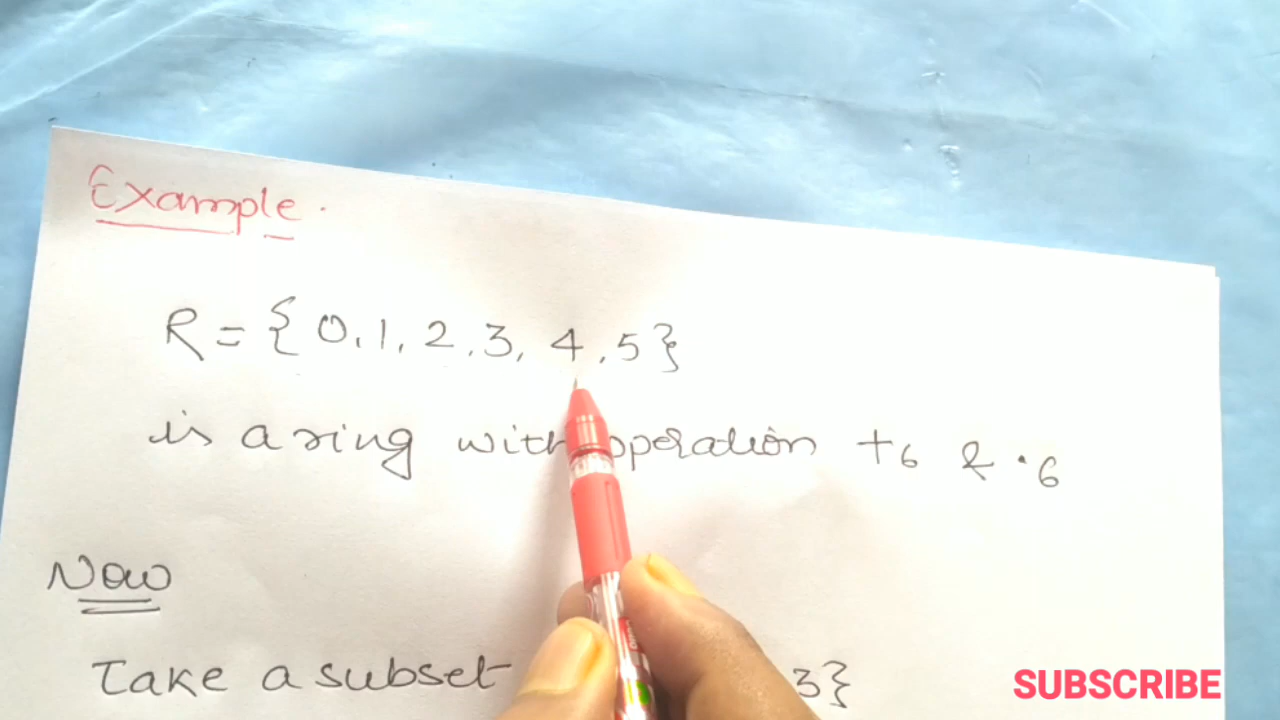 Example.
R = { 0, 1, 2, 3, 4, 5 }
is a ring with operation +₆ & ·₆
Now
Take a subset 3}
SUBSCRIBE